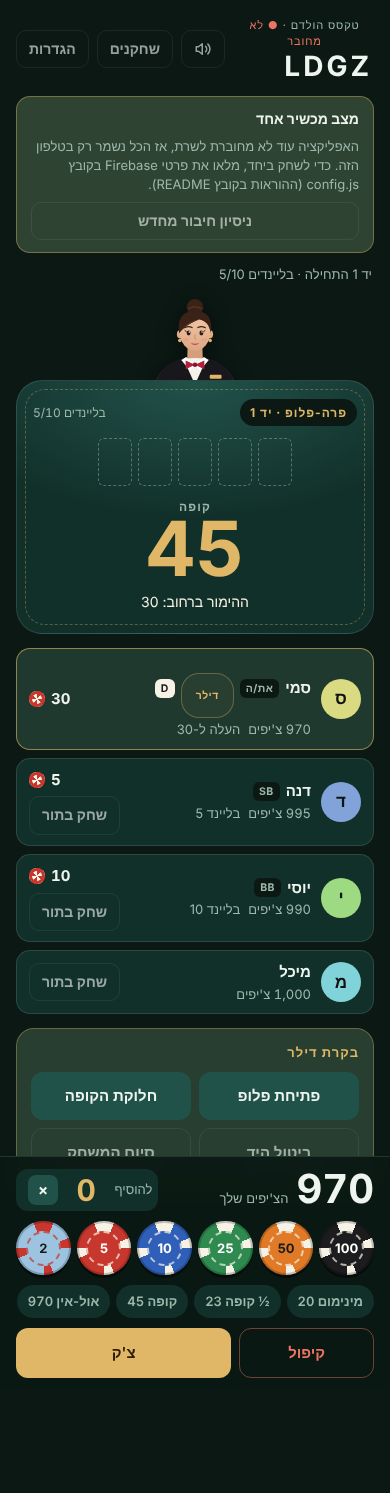 טקסס הולדם · לא מחובר
LDGZ
שחקנים
הגדרות
מצב מכשיר אחד
האפליקציה עוד לא מחוברת לשרת, אז הכל נשמר רק בטלפון
הזה. כדי לשחק ביחד, מלאו את פרטי Firebase בקובץ
config.js (ההוראות בקובץ README).
ניסיון חיבור מחדש
יד 1 התחילה · בליינדים 5/10
פרה-פלופ · יד 1
בליינדים 5/10
קופה
45
ההימור ברחוב: 30
ס
סמי את/ה דילר D
30
970 צ'יפים העלה ל-30
ד
דנה SB
5
995 צ'יפים בליינד 5
שחק בתור
י
יוסי BB
10
990 צ'יפים בליינד 10
שחק בתור
מ
מיכל
1,000 צ'יפים
שחק בתור
בקרת דילר
פתיחת פלופ
חלוקת הקופה
ביטול היד
סיום המשחק
970 הצ'יפים שלך
להוסיף 0 ×
100 50 25 10 5 2
מינימום 20
½ קופה 23
קופה 45
אול-אין 970
קיפול
צ'ק